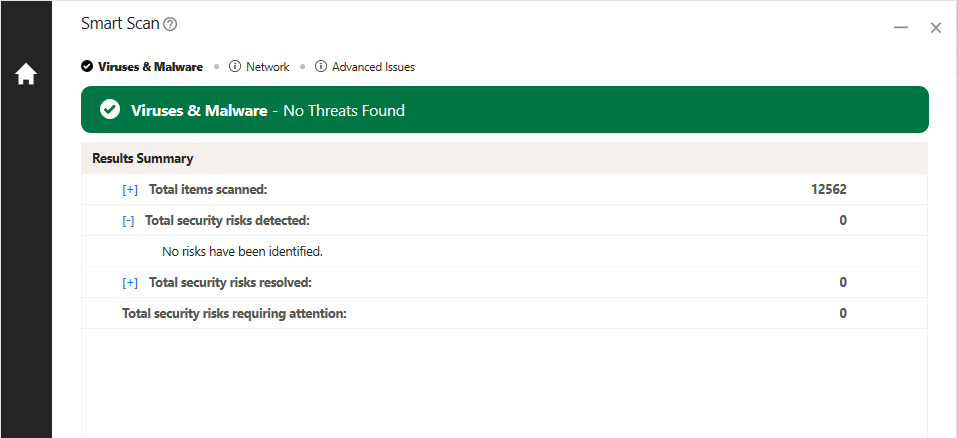 Smart Scan
Viruses & Malware Network Advanced Issues
Viruses & Malware - No Threats Found
Results Summary
[+] Total items scanned: 12562
[-] Total security risks detected: 0
No risks have been identified.
[+] Total security risks resolved: 0
Total security risks requiring attention: 0